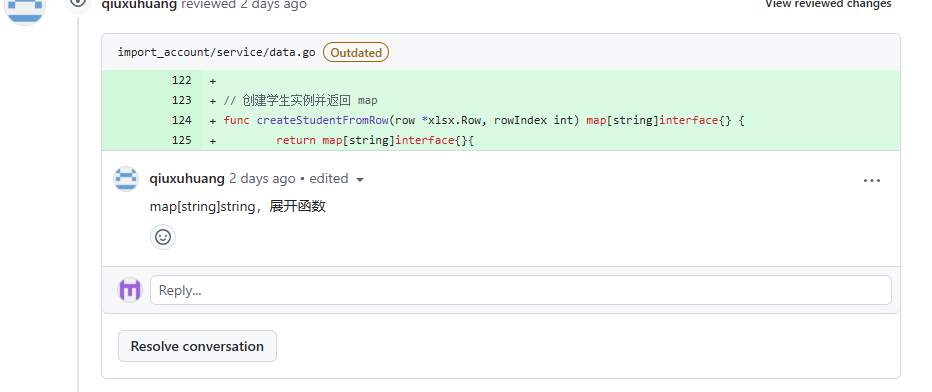 qiuxuhuang reviewed 2 days ago
View reviewed changes
import_account/service/data.go Outdated
122 +
123 + // 创建学生实例并返回 map
124 + func createStudentFromRow(row *xlsx.Row, rowIndex int) map[string]interface{} {
125 + return map[string]interface{}{
qiuxuhuang 2 days ago • edited
map[string]string，展开函数
Reply...
Resolve conversation